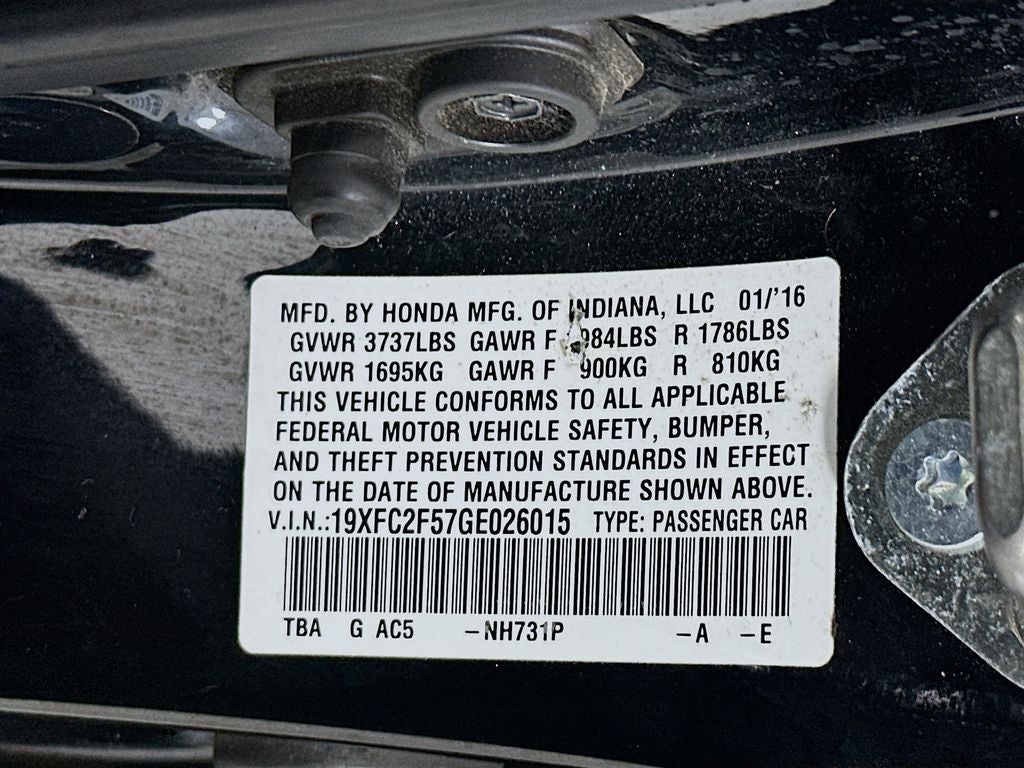 MFD. BY HONDA MFG. OF INDIANA, LLC 01/'16
GVWR 3737LBS GAWR F 984LBS R 1786LBS
GVWR 1695KG GAWR F 900KG R 810KG
THIS VEHICLE CONFORMS TO ALL APPLICABLE
FEDERAL MOTOR VEHICLE SAFETY, BUMPER,
AND THEFT PREVENTION STANDARDS IN EFFECT
ON THE DATE OF MANUFACTURE SHOWN ABOVE.
V.I.N.:19XFC2F57GE026015 TYPE: PASSENGER CAR
TBA G AC5 -NH731P -A -E